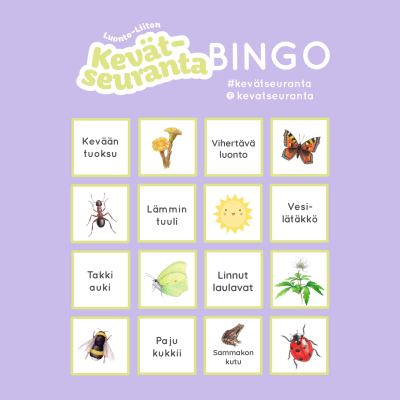 Luonto-Liiton
Kevät-
seuranta
BINGO
#kevätseuranta
@kevatseuranta
Kevään
tuoksu
Vihertävä
luonto
Lämmin
tuuli
Vesi-
lätäkkö
Takki
auki
Linnut
laulavat
Paju
kukkii
Sammakon
kutu